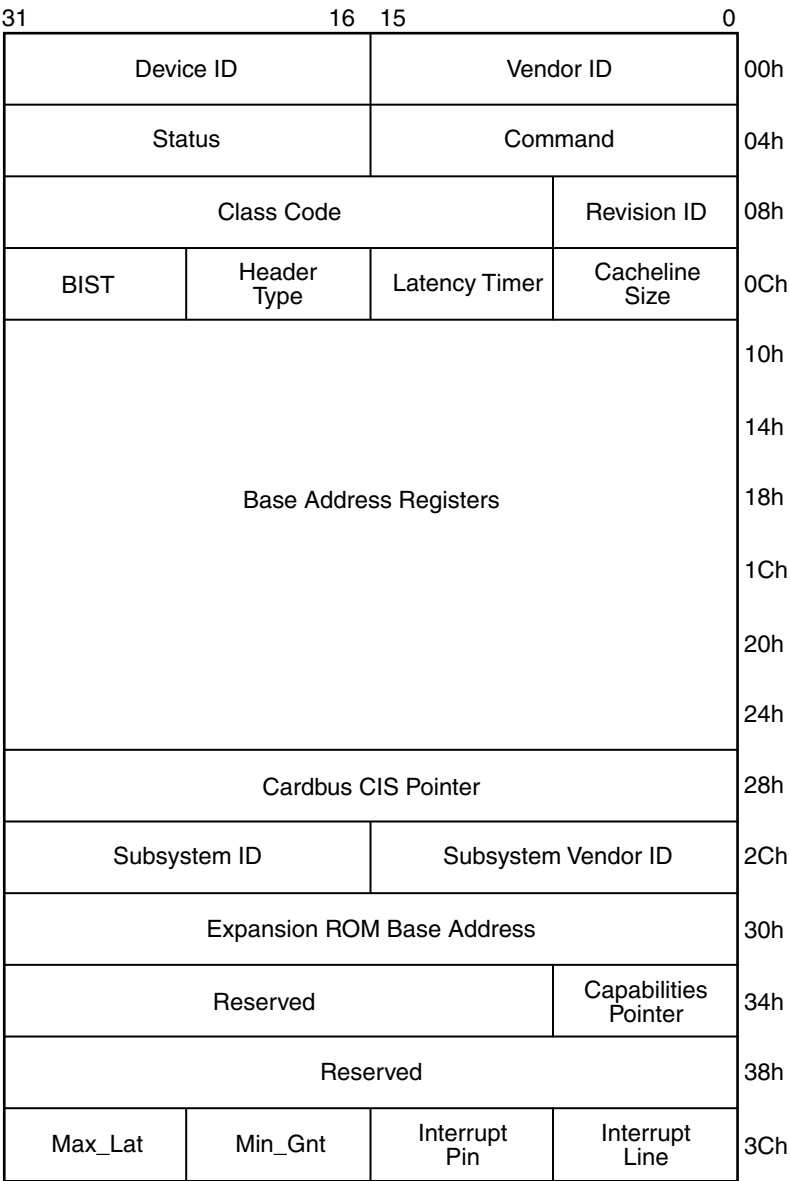 31 16 15 0
Device ID Vendor ID 00h
Status Command 04h
Class Code Revision ID 08h
BIST Header Type Latency Timer Cacheline Size 0Ch
10h
14h
Base Address Registers 18h
1Ch
20h
24h
Cardbus CIS Pointer 28h
Subsystem ID Subsystem Vendor ID 2Ch
Expansion ROM Base Address 30h
Reserved Capabilities Pointer 34h
Reserved 38h
Max_Lat Min_Gnt Interrupt Pin Interrupt Line 3Ch